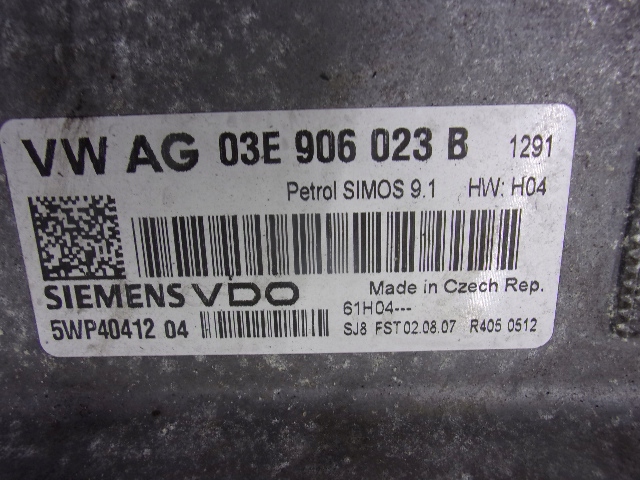 VW AG 03E 906 023 B 1291
Petrol SIMOS 9.1 HW: H04
SIEMENS VDO Made in Czech Rep.
61H04---
5WP40412 04 SJ8 FST 02.08.07 R405 0512